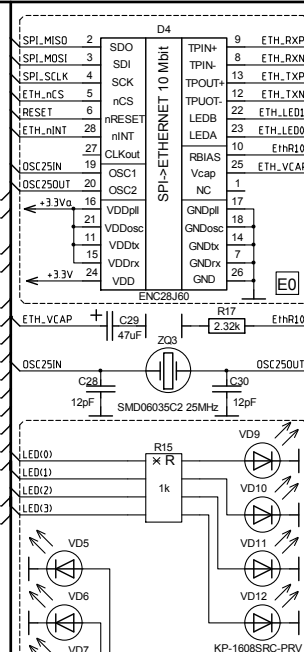 D4
SPI_MISO 2 SDO TPIN+ 9 ETH_RXP
SPI_MOSI 3 SDI TPIN- 8 ETH_RXN
SPI_SCLK 4 SCK TPOUT+ 13 ETH_TXP
ETH_nCS 5 nCS TPUOT- 12 ETH_TXN
RESET 6 nRESET LEDB 22 ETH_LED1
ETH_nINT 28 nINT LEDA 23 ETH_LED0
27 CLKout RBIAS 10 EthR10
OSC25IN 19 OSC1 Vcap 25 ETH_VCAP
OSC25OUT 20 OSC2 NC 1
+3.3Va 16 VDDpll GNDpll 17
21 VDDosc GNDosc 18
11 VDDtx GNDtx 14
15 VDDrx GNDrx 7
+3.3V 24 VDD GND 26
SPI->ETHERNET 10 Mbit
E0
ENC28J60
ETH_VCAP + C29 47uF R17 2.32k EthR10
ZQ3
OSC25IN OSC25OUT
C28 C30
12pF 12pF
SMD06035C2 25MHz
R15 VD9
LED(0) × R
LED(1)
LED(2) 1k VD10
LED(3)
VD5 VD11
VD6 VD12
VD7 KP-1608SRC-PRV